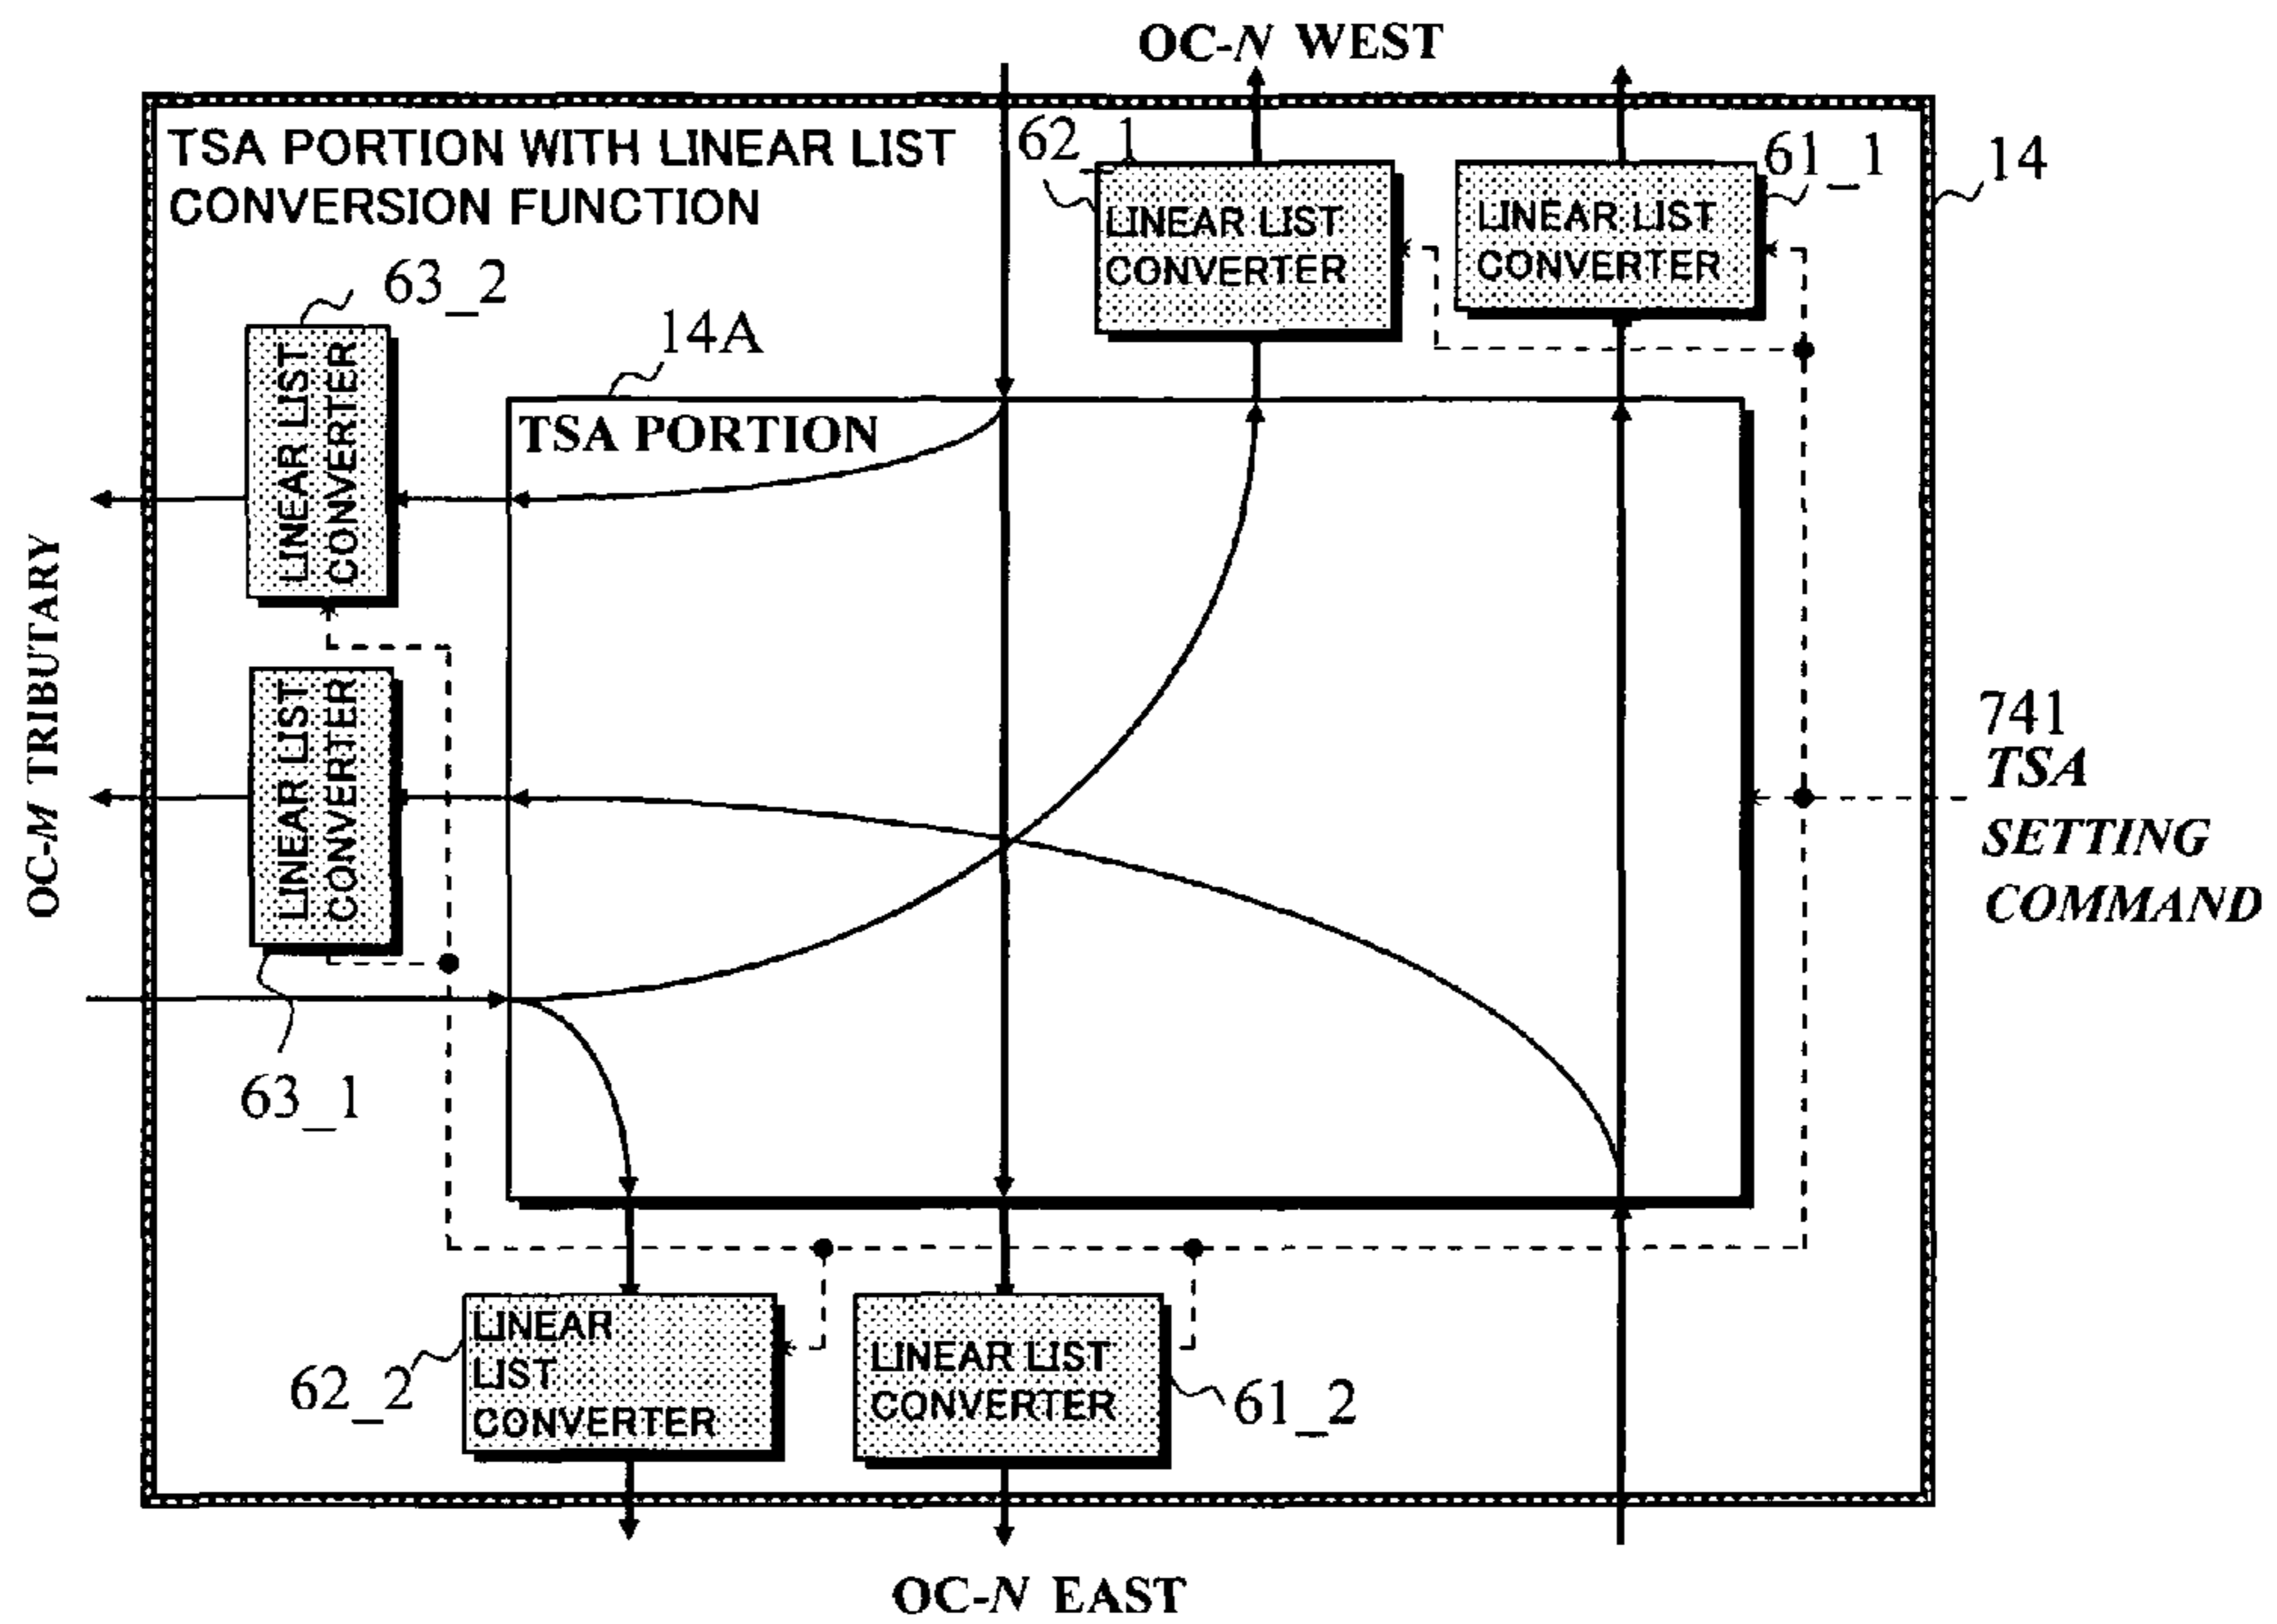 OC-N WEST
TSA PORTION WITH LINEAR LIST
CONVERSION FUNCTION
62_1
61_1
14
LINEAR LIST
CONVERTER
LINEAR LIST
CONVERTER
63_2
14A
LINEAR LIST
CONVERTER
TSA PORTION
OC-M TRIBUTARY
LINEAR LIST
CONVERTER
741
TSA
SETTING
COMMAND
63_1
LINEAR
LIST
CONVERTER
62_2
LINEAR LIST
CONVERTER
61_2
OC-N EAST